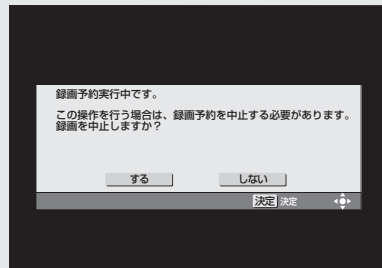 録画予約実行中です。
この操作を行う場合は、録画予約を中止する必要があります。
録画を中止しますか？
する しない
決定 決定